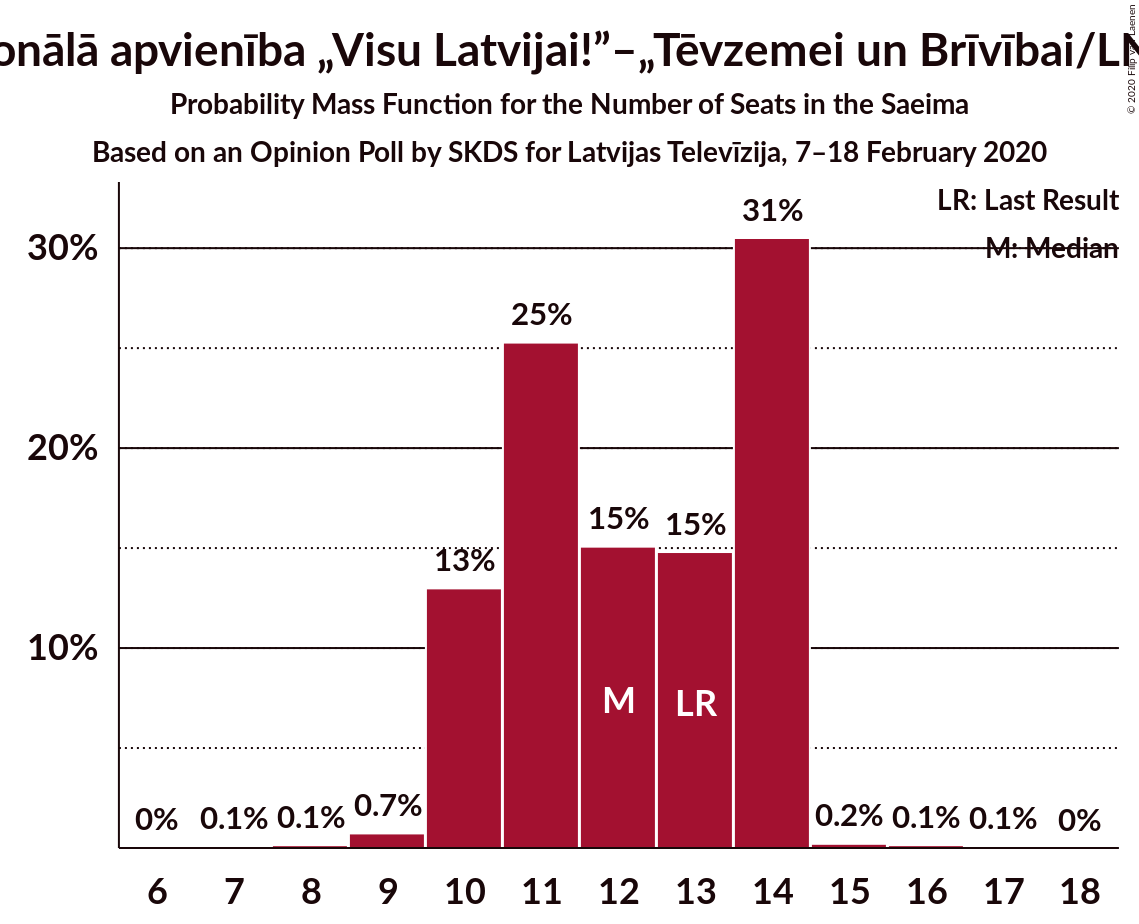 onālā apvienība „Visu Latvijai!”–„Tēvzemei un Brīvībai/LN
© 2020 Filip van Laenen
Probability Mass Function for the Number of Seats in the Saeima
Based on an Opinion Poll by SKDS for Latvijas Televīzija, 7–18 February 2020
LR: Last Result
M: Median
30%
20%
10%
0% 0.1% 0.1% 0.7% 13% 25% 15% 15% 31% 0.2% 0.1% 0.1% 0%
M LR
6 7 8 9 10 11 12 13 14 15 16 17 18